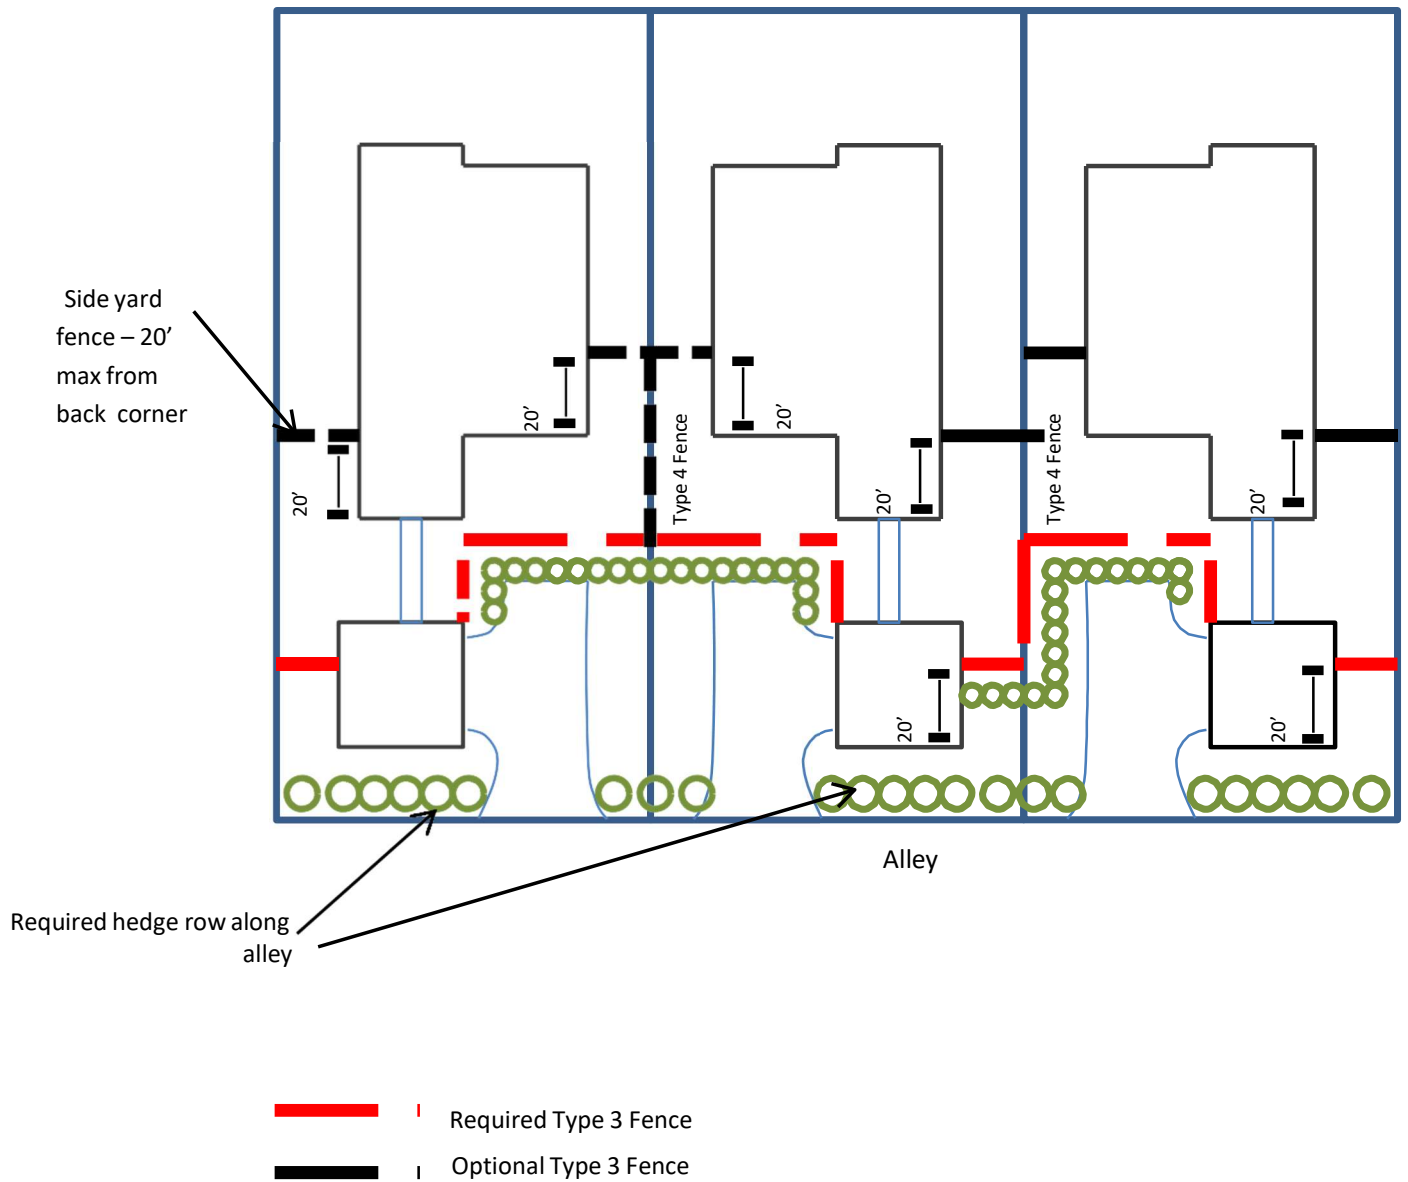 Side yard
fence – 20’
max from
back corner
20’
20’
20’
Type 4 Fence
20’
Type 4 Fence
20’
20’
20’
Alley
Required hedge row along
alley
Required Type 3 Fence
Optional Type 3 Fence